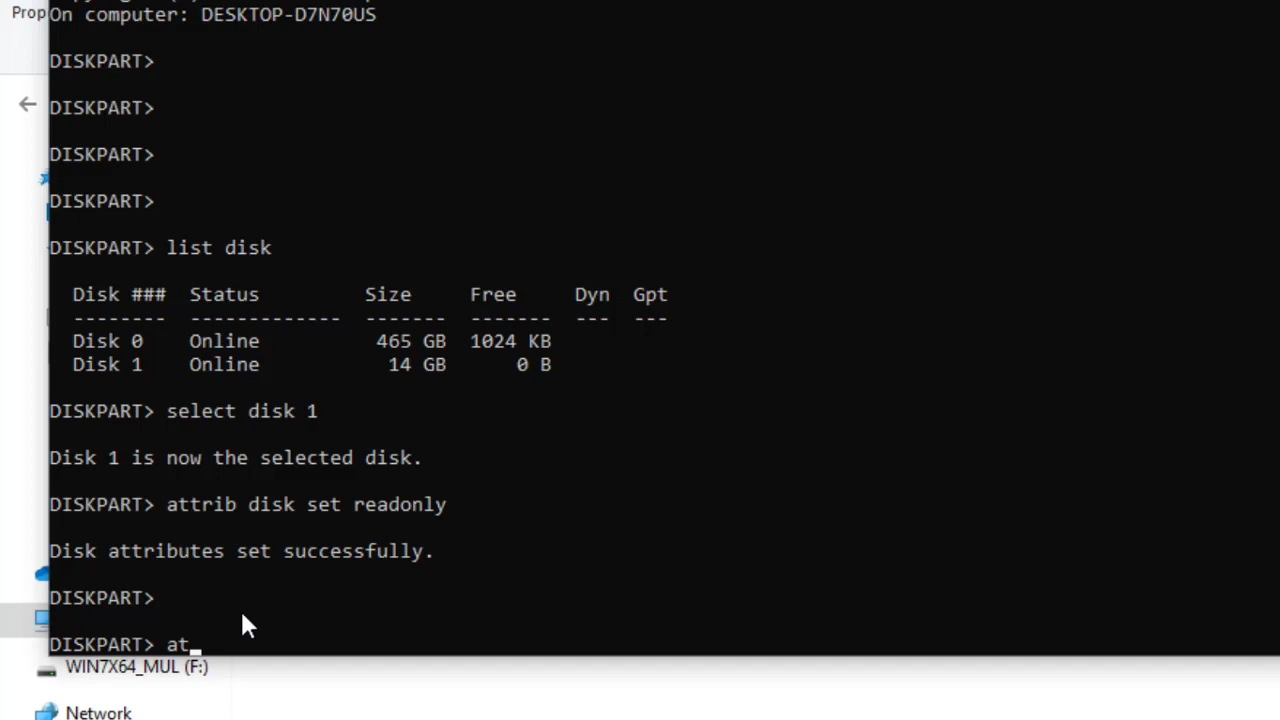 Prop
On computer: DESKTOP-D7N70US
DISKPART>
DISKPART>
DISKPART>
DISKPART>
DISKPART> list disk
Disk ### Status Size Free Dyn Gpt
-------- ------------- ------- ------- --- ---
Disk 0 Online 465 GB 1024 KB
Disk 1 Online 14 GB 0 B
DISKPART> select disk 1
Disk 1 is now the selected disk.
DISKPART> attrib disk set readonly
Disk attributes set successfully.
DISKPART>
DISKPART> at_
WIN7X64_MUL (F:)
Network